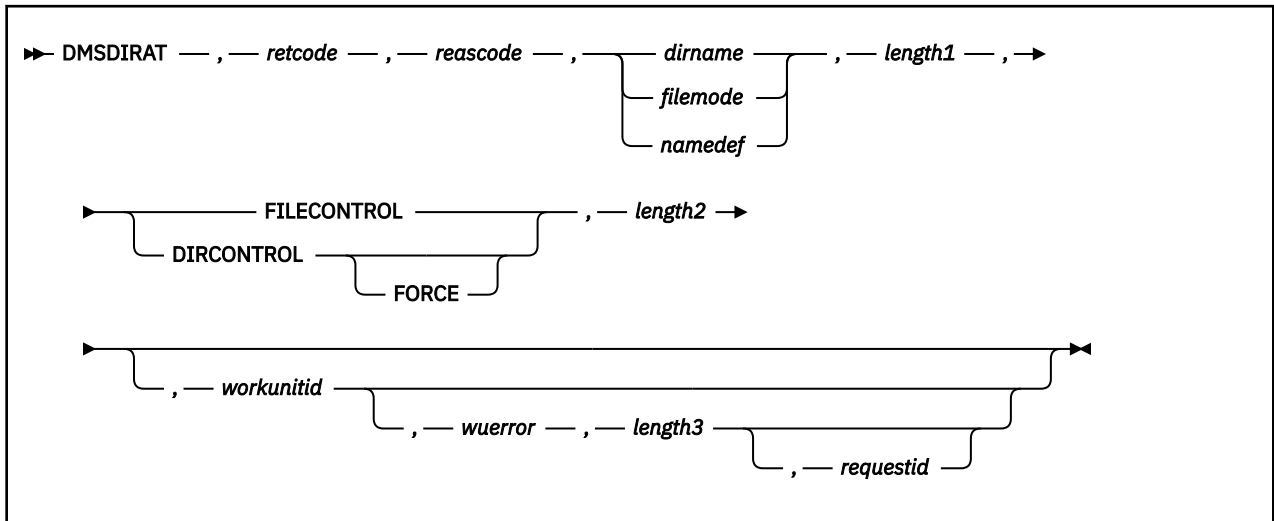 DMSDIRAT , retcode , reascode , dirname , length1 ,
filemode
namedef
FILECONTROL , length2
DIRCONTROL
FORCE
, workunitid
, wuerror , length3
, requestid